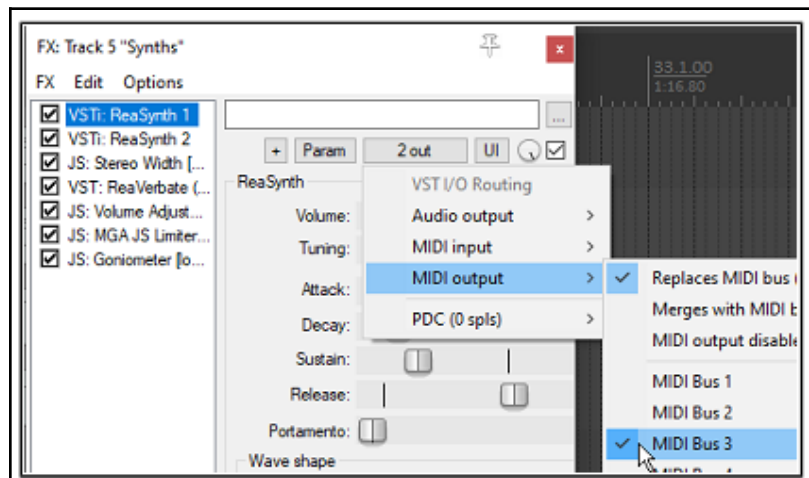 FX: Track 5 "Synths"
FX Edit Options
VSTi: ReaSynth 1
VSTi: ReaSynth 2
JS: Stereo Width [...
VST: ReaVerbate (...
JS: Volume Adjust...
JS: MGA JS Limiter...
JS: Goniometer [lo...
...
+ Param 2 out UI
ReaSynth
Volume:
Tuning:
Attack:
Decay:
Sustain:
Release:
Portamento:
Wave shape
VST I/O Routing
Audio output >
MIDI input >
MIDI output >
PDC (0 spls) >
Replaces MIDI bus
Merges with MIDI
MIDI output
MIDI Bus 1
MIDI Bus 2
MIDI Bus 3
33.1.00
1:16.80